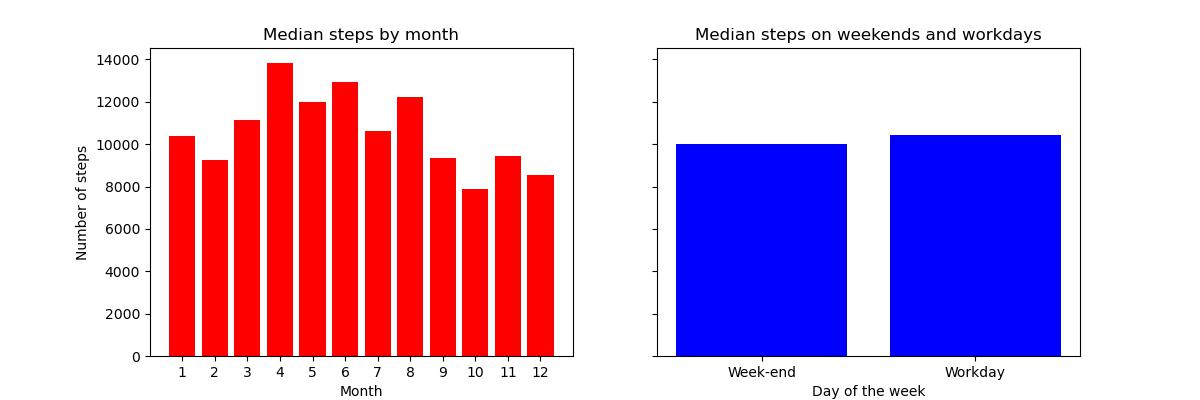 Median steps by month
Number of steps
14000
12000
10000
8000
6000
4000
2000
0
1 2 3 4 5 6 7 8 9 10 11 12
Month
Median steps on weekends and workdays
Week-end Workday
Day of the week